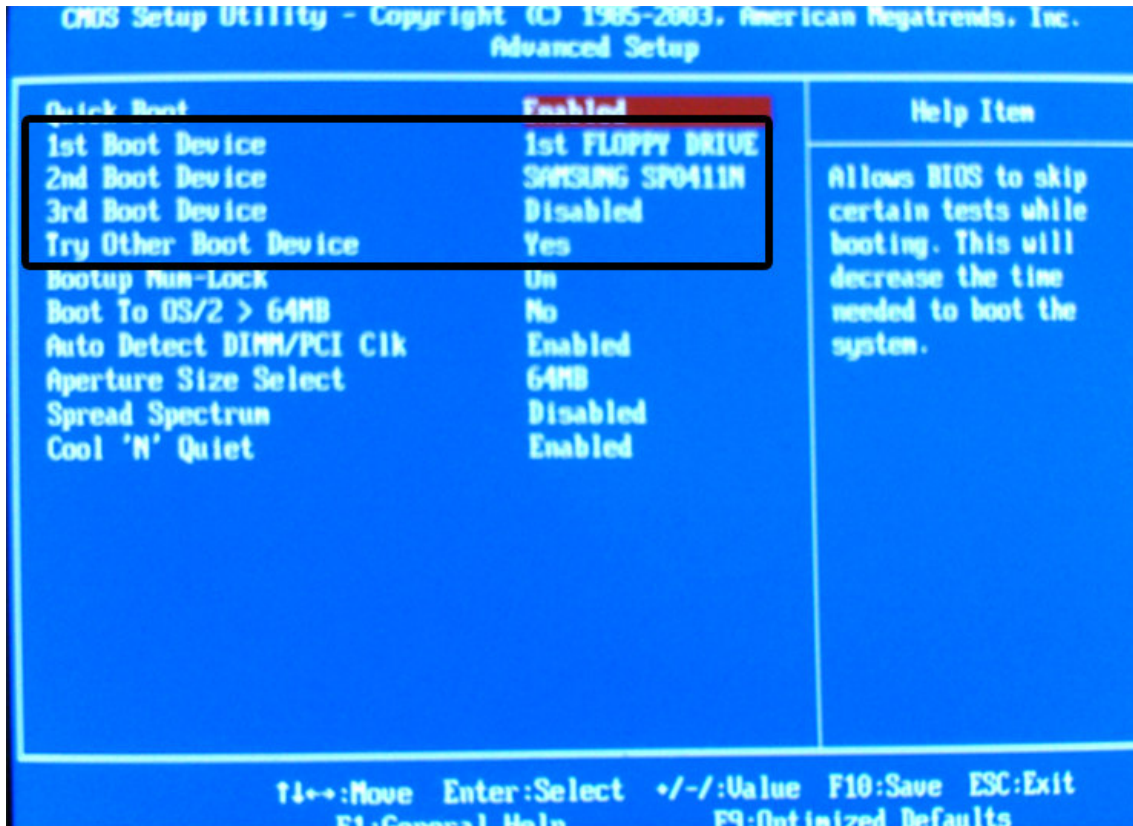 CMOS Setup Utility - Copyright (C) 1985-2003, American Megatrends, Inc.
Advanced Setup
Quick Boot Enabled
1st Boot Device 1st FLOPPY DRIVE
2nd Boot Device SAMSUNG SP0411N
3rd Boot Device Disabled
Try Other Boot Device Yes
Bootup Num-Lock On
Boot To OS/2 > 64MB No
Auto Detect DIMM/PCI Clk Enabled
Aperture Size Select 64MB
Spread Spectrum Disabled
Cool 'N' Quiet Enabled
Help Item
Allows BIOS to skip
certain tests while
booting. This will
decrease the time
needed to boot the
system.
↑↓←→:Move Enter:Select +/-/:Value F10:Save ESC:Exit
F1:General Help F9:Optimized Defaults